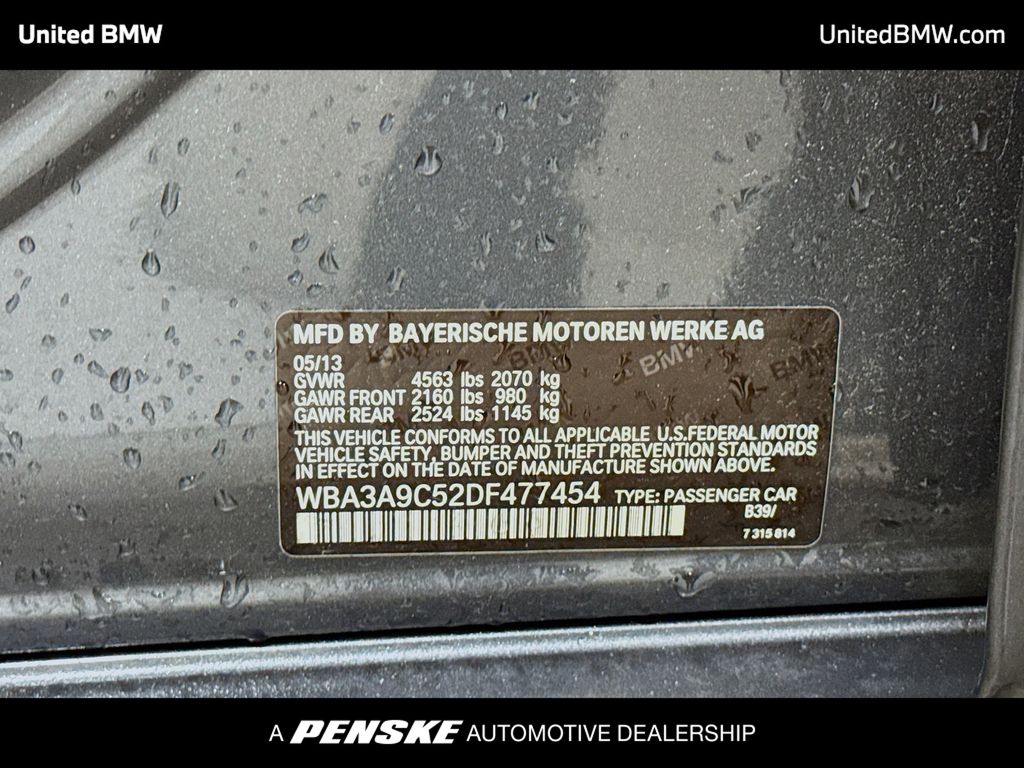 United BMW
UnitedBMW.com
MFD BY BAYERISCHE MOTOREN WERKE AG
05/13
GVWR 4563 lbs 2070 kg
GAWR FRONT 2160 lbs 980 kg
GAWR REAR 2524 lbs 1145 kg
THIS VEHICLE CONFORMS TO ALL APPLICABLE U.S.FEDERAL MOTOR
VEHICLE SAFETY, BUMPER AND THEFT PREVENTION STANDARDS
IN EFFECT ON THE DATE OF MANUFACTURE SHOWN ABOVE.
WBA3A9C52DF477454 TYPE: PASSENGER CAR
B39/
7 315 814
A PENSKE AUTOMOTIVE DEALERSHIP